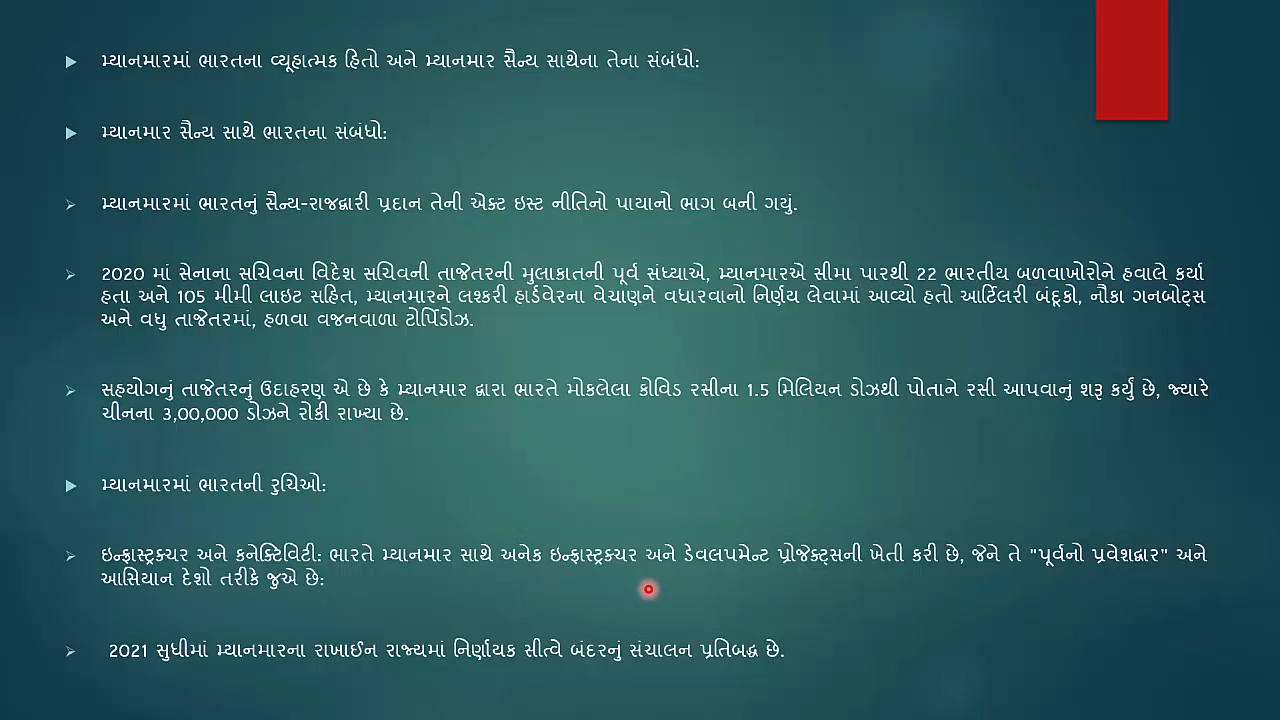 મ્યાનમારમાં ભારતના વ્યૂહાત્મક હિતો અને મ્યાનમાર સૈન્ય સાથેના તેના સંબંધો:
મ્યાનમાર સૈન્ય સાથે ભારતના સંબંધો:
મ્યાનમારમાં ભારતનું સૈન્ય-રાજદ્વારી પ્રદાન તેની એક્ટ ઇસ્ટ નીતિનો પાયાનો ભાગ બની ગયું.
2020 માં સેનાના સચિવના વિદેશ સચિવની તાજેતરની મુલાકાતની પૂર્વ સંધ્યાએ, મ્યાનમારએ સીમા પારથી 22 ભારતીય બળવાખોરોને હવાલે કર્યા
હતા અને 105 મીમી લાઇટ સહિત, મ્યાનમારને લશ્કરી હાર્ડવેરના વેચાણને વધારવાનો નિર્ણય લેવામાં આવ્યો હતો આર્ટિલરી બંદૂકો, નૌકા ગનબોટ્સ
અને વધુ તાજેતરમાં, હળવા વજનવાળા ટોર્પિડોઝ.
સહયોગનું તાજેતરનું ઉદાહરણ એ છે કે મ્યાનમાર દ્વારા ભારતે મોકલેલા કોવિડ રસીના 1.5 મિલિયન ડોઝથી પોતાને રસી આપવાનું શરૂ કર્યું છે, જ્યારે
ચીનના 3,00,000 ડોઝને રોકી રાખ્યા છે.
મ્યાનમારમાં ભારતની રુચિઓ:
ઇન્ફ્રાસ્ટ્રક્ચર અને કનેક્ટિવિટી: ભારતે મ્યાનમાર સાથે અનેક ઇન્ફ્રાસ્ટ્રક્ચર અને ડેવલપમેન્ટ પ્રોજેક્ટ્સની ખેતી કરી છે, જેને તે "પૂર્વનો પ્રવેશદ્વાર" અને
આસિયાન દેશો તરીકે જુએ છે:
2021 સુધીમાં મ્યાનમારના રાખાઈન રાજ્યમાં નિર્ણાયક સીત્વે બંદરનું સંચાલન પ્રતિબદ્ધ છે.